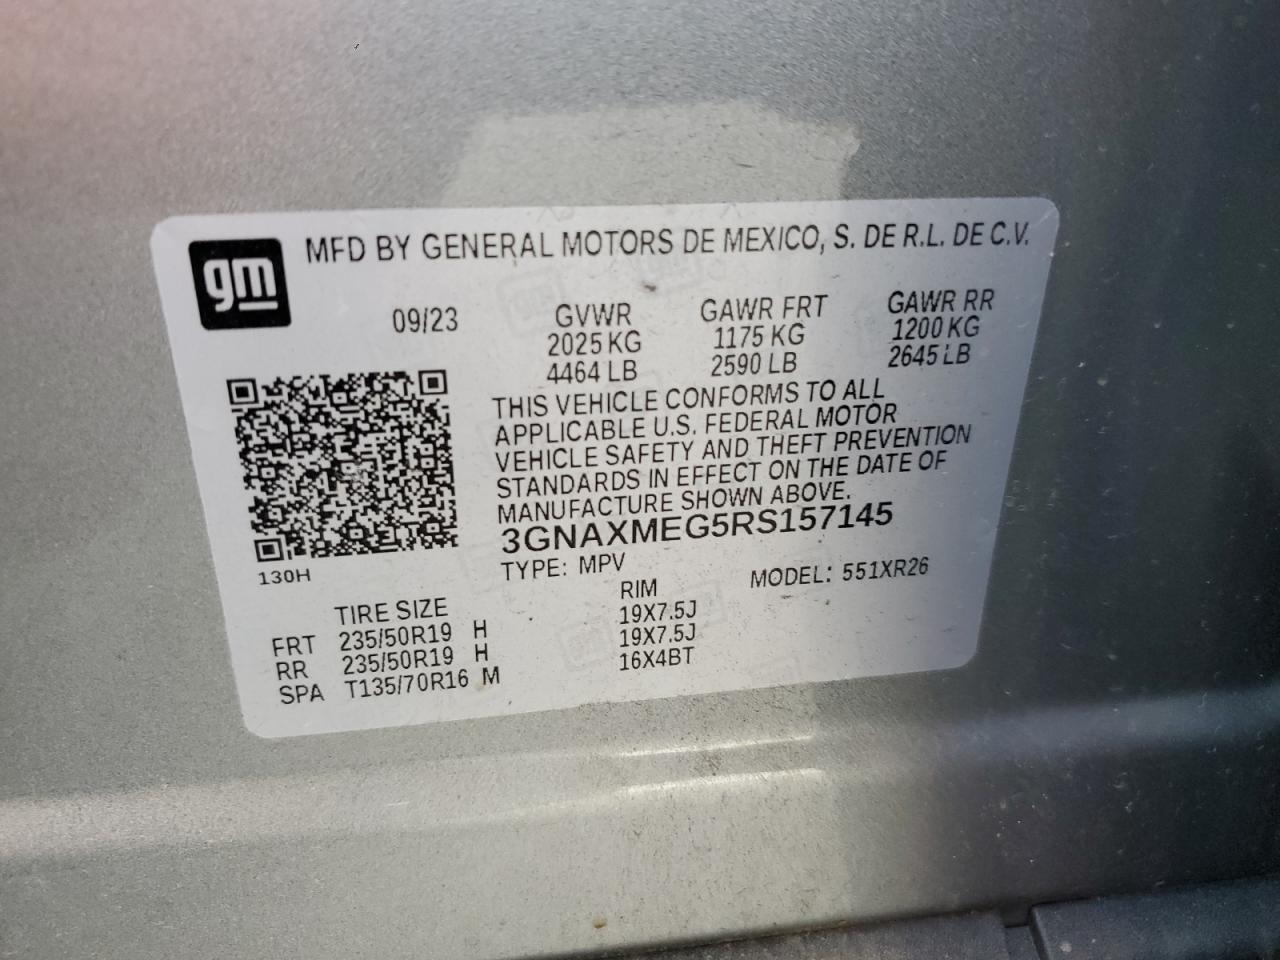 gm
MFD BY GENERAL MOTORS DE MEXICO, S. DE R.L. DE C.V.
09/23 GVWR GAWR FRT GAWR RR
2025 KG 1175 KG 1200 KG
4464 LB 2590 LB 2645 LB
THIS VEHICLE CONFORMS TO ALL
APPLICABLE U.S. FEDERAL MOTOR
VEHICLE SAFETY AND THEFT PREVENTION
STANDARDS IN EFFECT ON THE DATE OF
MANUFACTURE SHOWN ABOVE.
3GNAXMEG5RS157145
130H
TYPE: MPV MODEL: 551XR26
TIRE SIZE RIM
FRT 235/50R19 H 19X7.5J
RR 235/50R19 H 19X7.5J
SPA T135/70R16 M 16X4BT